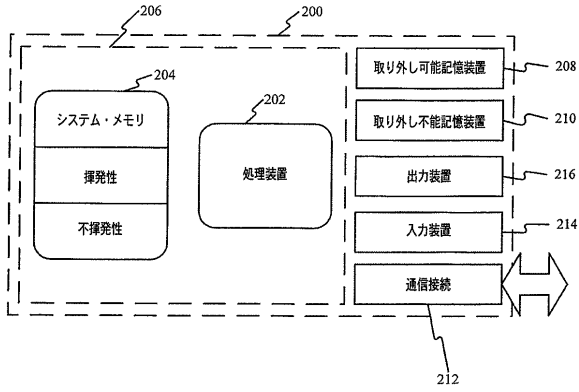 206
200
204
システム・メモリ
揮発性
不揮発性
202
処理装置
取り外し可能記憶装置
208
取り外し不能記憶装置
210
出力装置
216
入力装置
214
通信接続
212